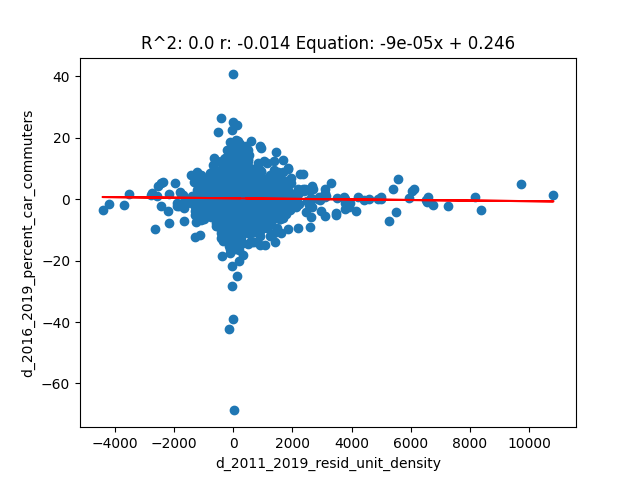 R^2: 0.0 r: -0.014 Equation: -9e-05x + 0.246
40
20
0
−20
−40
−60
d_2016_2019_percent_car_commuters
−4000 −2000 0 2000 4000 6000 8000 10000
d_2011_2019_resid_unit_density